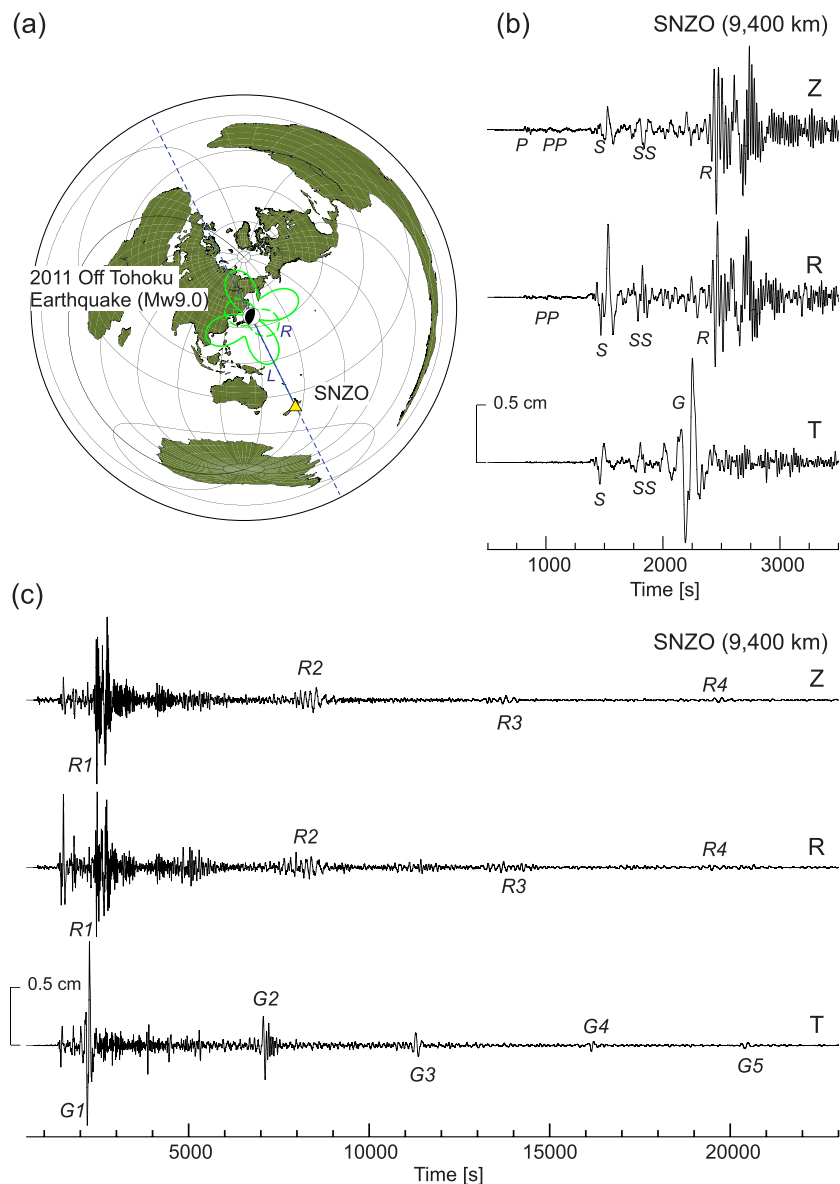 (a)
2011 Off Tohoku
Earthquake (Mw9.0)
R
L
SNZO
(b)
SNZO (9,400 km)
Z
P
PP
S
SS
R
R
PP
S
SS
R
0.5 cm
G
T
S
SS
1000
2000
3000
Time [s]
(c)
SNZO (9,400 km)
R2
R4
Z
R3
R1
R2
R4
R
R3
R1
0.5 cm
G2
G4
T
G3
G5
G1
5000
10000
15000
20000
Time [s]